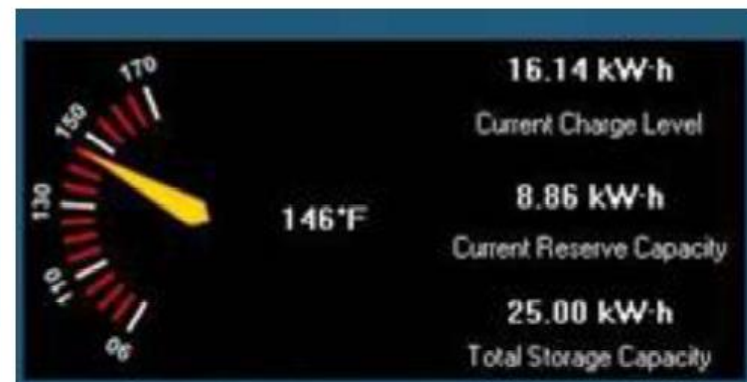 170
150
130
110
90
146°F
16.14 kW·h
Current Charge Level
8.86 kW·h
Current Reserve Capacity
25.00 kW·h
Total Storage Capacity